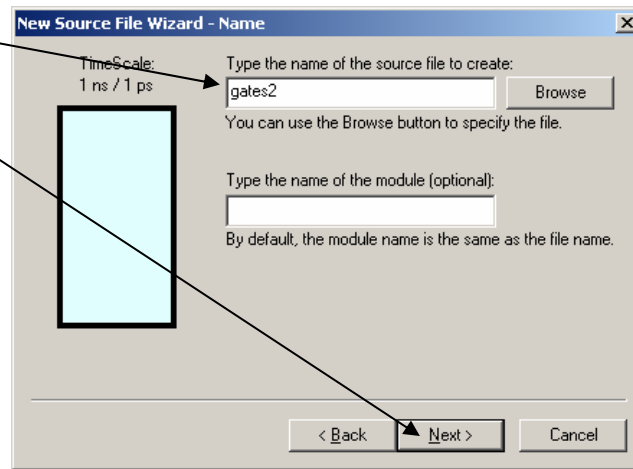 New Source File Wizard - Name
TimeScale:
1 ns / 1 ps
Type the name of the source file to create:
gates2
Browse
You can use the Browse button to specify the file.
Type the name of the module (optional):
By default, the module name is the same as the file name.
< Back
Next >
Cancel